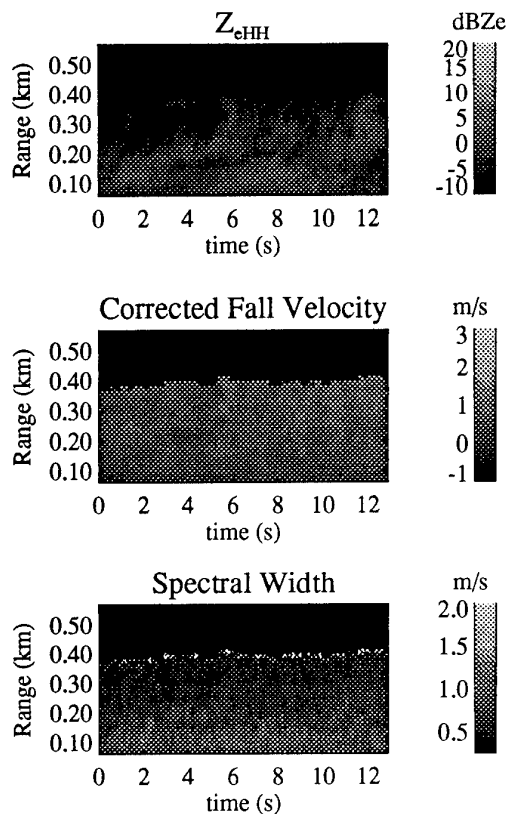 Z_eHH dBZe
0.50
0.40
0.30
0.20
0.10
Range (km)
0 2 4 6 8 10 12
time (s)
20
15
10
5
0
-5
-10
Corrected Fall Velocity m/s
0.50
0.40
0.30
0.20
0.10
Range (km)
0 2 4 6 8 10 12
time (s)
3
2
1
0
-1
Spectral Width m/s
0.50
0.40
0.30
0.20
0.10
Range (km)
0 2 4 6 8 10 12
time (s)
2.0
1.5
1.0
0.5